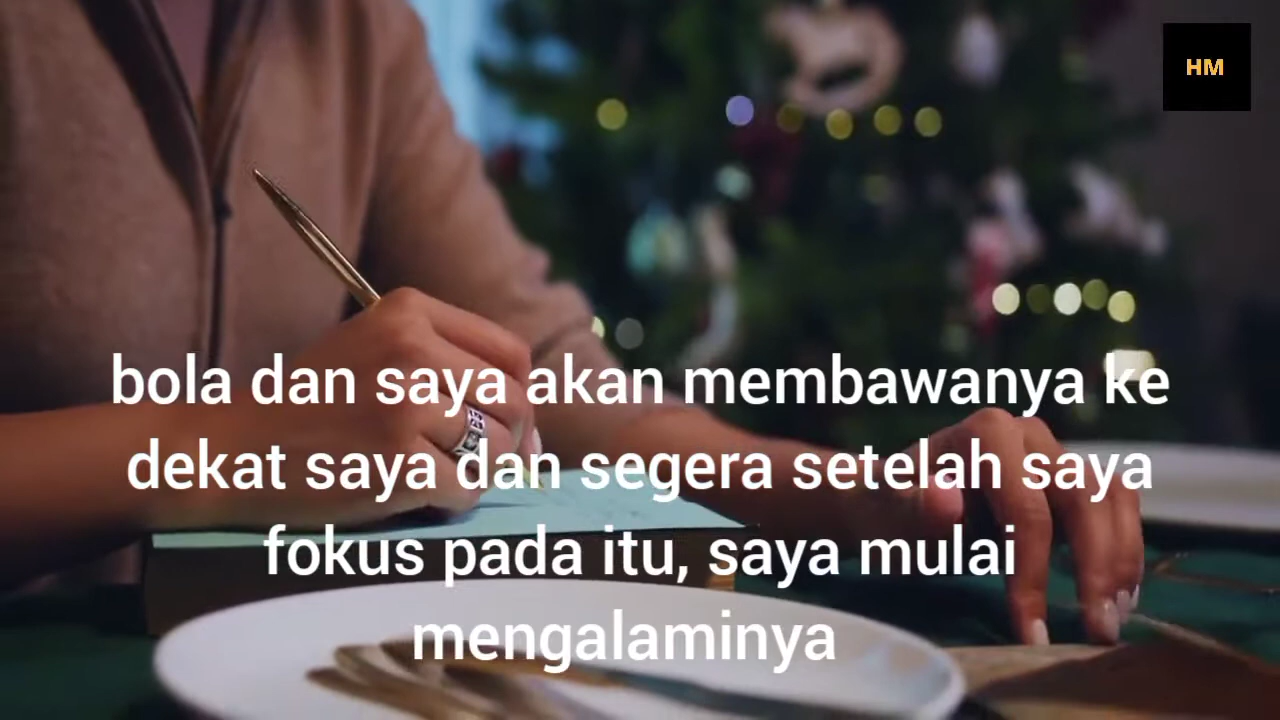 HM
bola dan saya akan membawanya ke
dekat saya dan segera setelah saya
fokus pada itu, saya mulai
mengalaminya